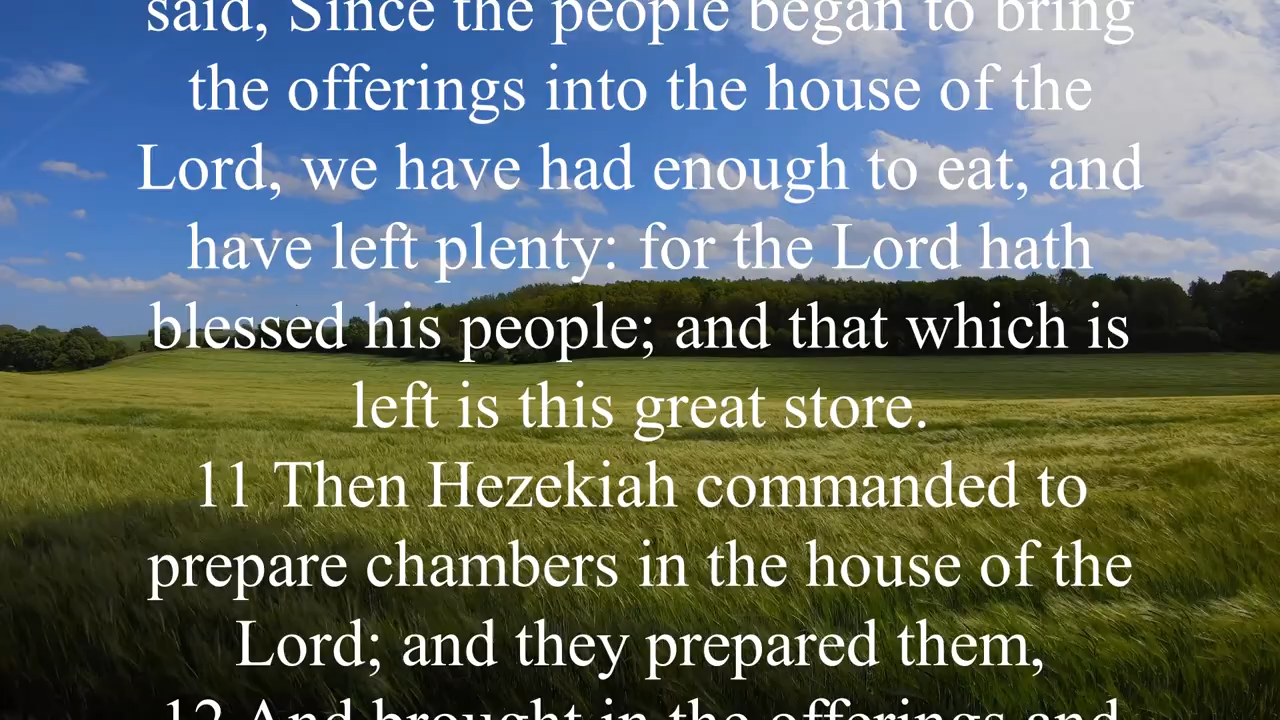 said, Since the people began to bring
the offerings into the house of the
Lord, we have had enough to eat, and
have left plenty: for the Lord hath
blessed his people; and that which is
left is this great store.
11 Then Hezekiah commanded to
prepare chambers in the house of the
Lord; and they prepared them,
12 And brought in the offerings and